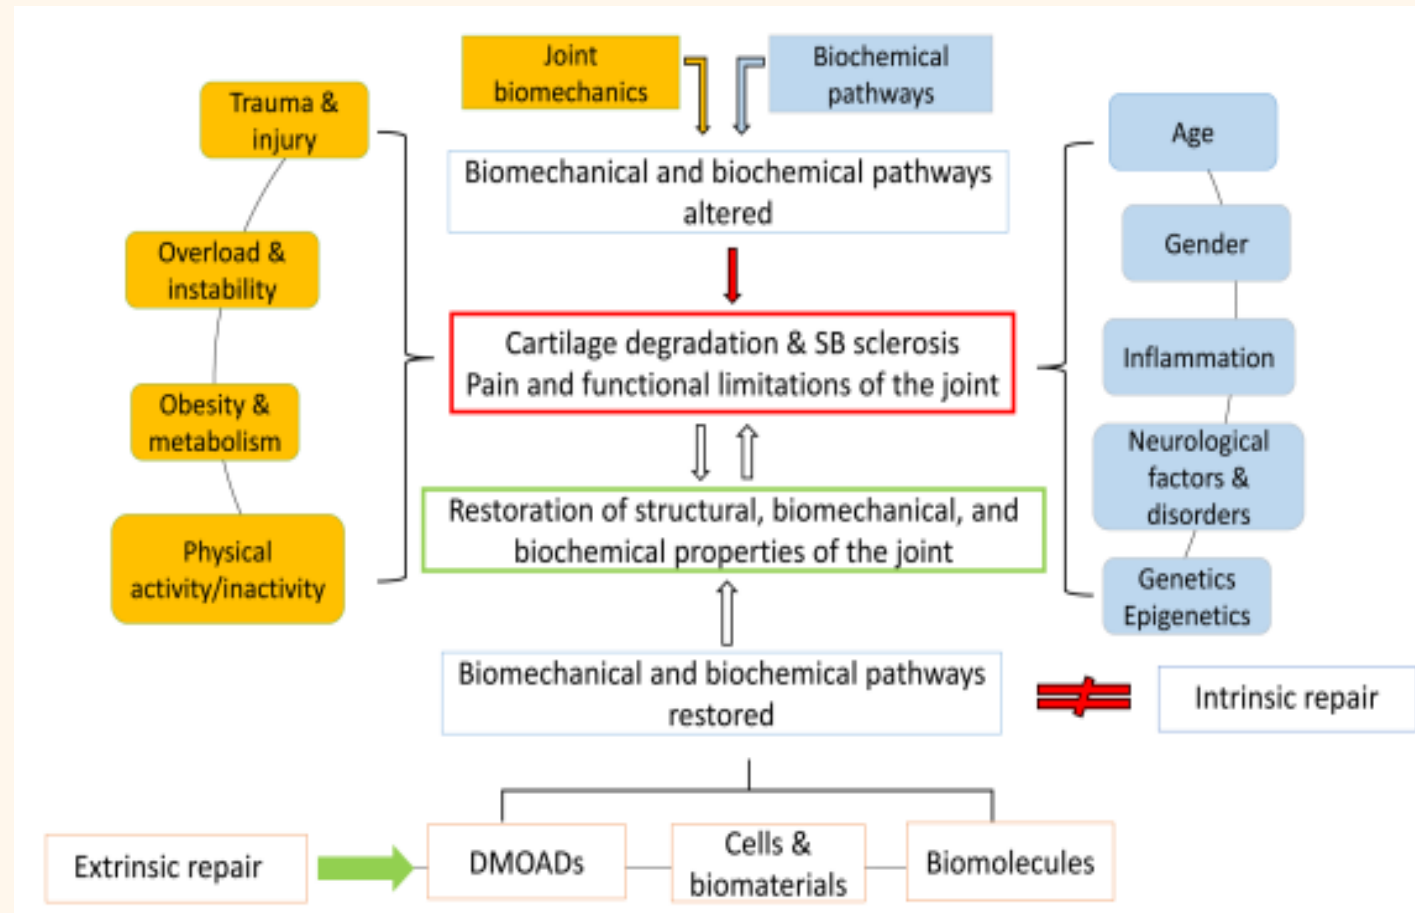 Joint
biomechanics
Biochemical
pathways
Trauma &
injury
Overload &
instability
Obesity &
metabolism
Physical
activity/inactivity
Biomechanical and biochemical pathways
altered
Cartilage degradation & SB sclerosis
Pain and functional limitations of the joint
Restoration of structural, biomechanical, and
biochemical properties of the joint
Biomechanical and biochemical pathways
restored
Age
Gender
Inflammation
Neurological
factors &
disorders
Genetics
Epigenetics
Intrinsic repair
Extrinsic repair
DMOADs
Cells &
biomaterials
Biomolecules